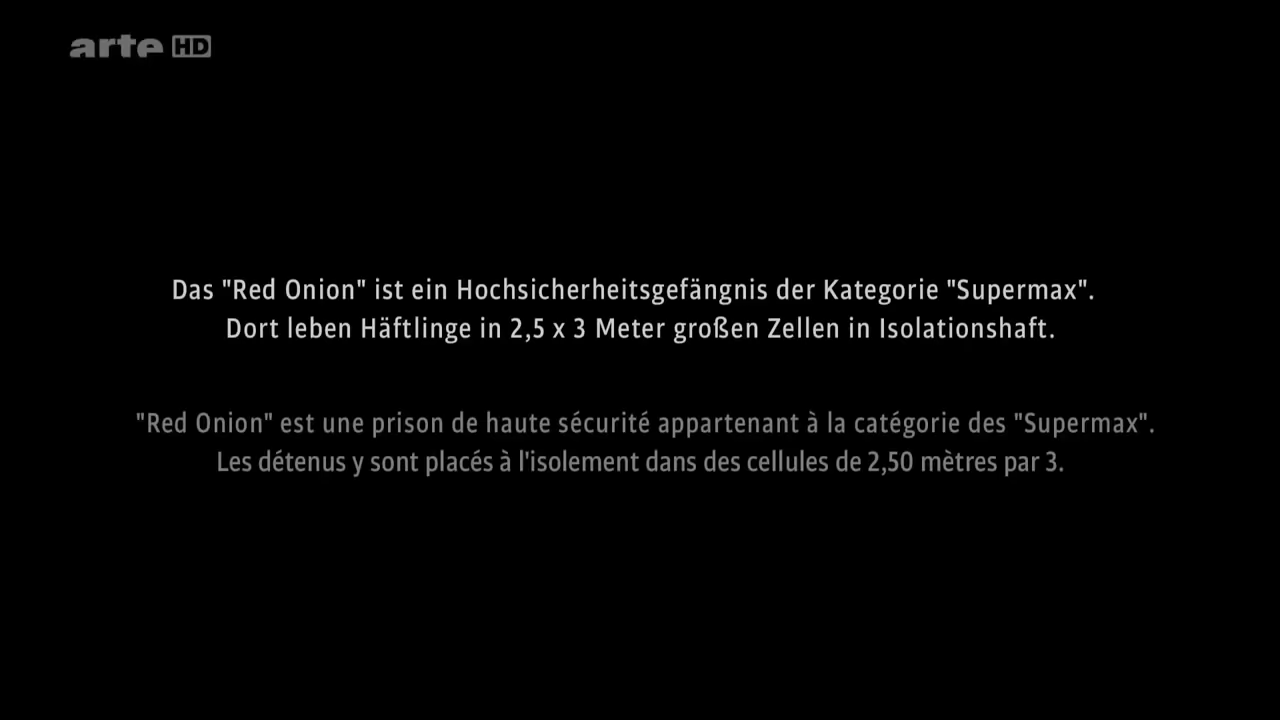 arte HD
Das "Red Onion" ist ein Hochsicherheitsgefängnis der Kategorie "Supermax".
Dort leben Häftlinge in 2,5 x 3 Meter großen Zellen in Isolationshaft.
"Red Onion" est une prison de haute sécurité appartenant à la catégorie des "Supermax".
Les détenus y sont placés à l'isolement dans des cellules de 2,50 mètres par 3.